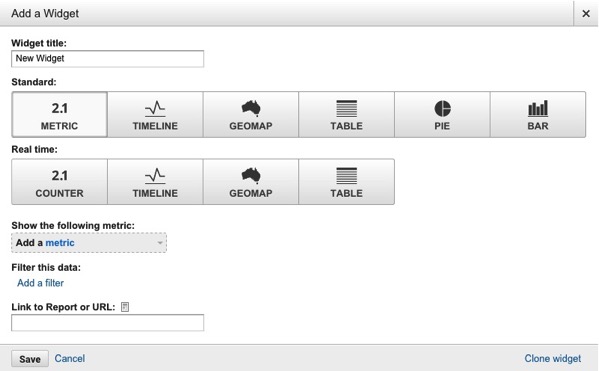 Add a Widget
Widget title:
New Widget
Standard:
2.1
METRIC TIMELINE GEOMAP TABLE PIE BAR
Real time:
2.1
COUNTER TIMELINE GEOMAP TABLE
Show the following metric:
Add a metric
Filter this data:
Add a filter
Link to Report or URL:
Save Cancel Clone widget